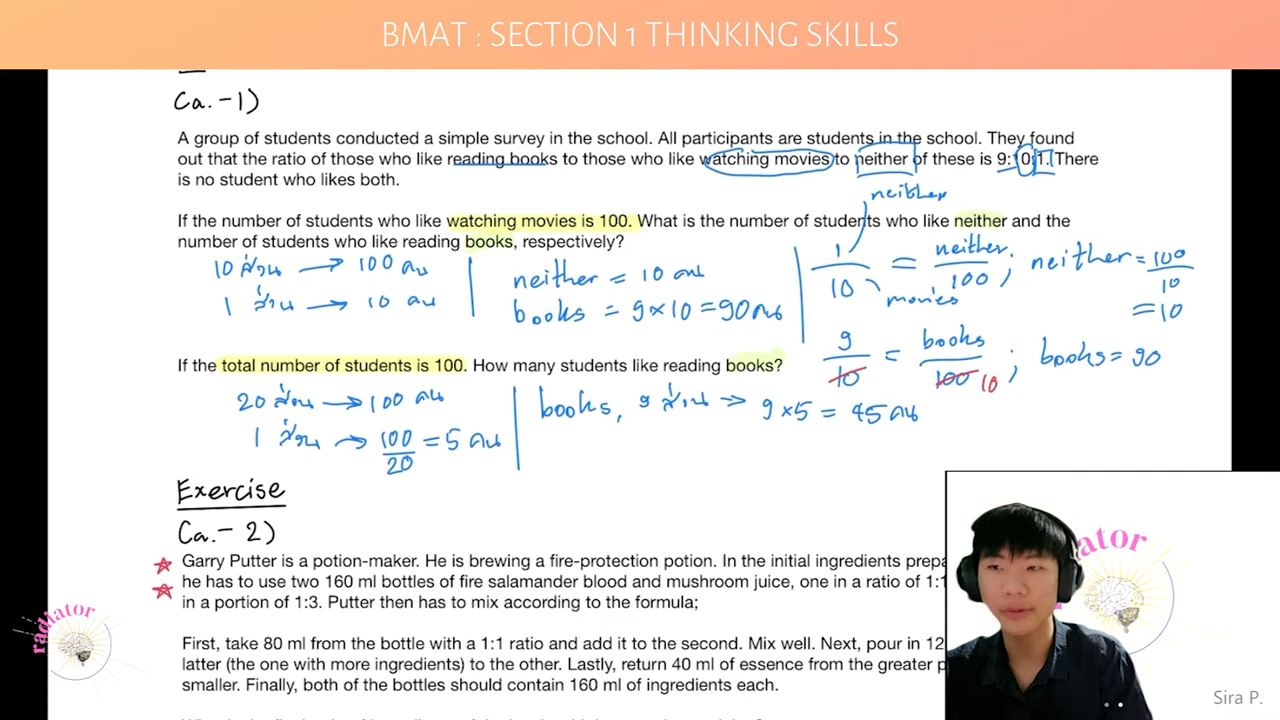 BMAT : SECTION 1 THINKING SKILLS
Ca. -1)
A group of students conducted a simple survey in the school. All participants are students in the school. They found
out that the ratio of those who like reading books to those who like watching movies to neither of these is 9:10:1. There
is no student who likes both.
neither
If the number of students who like watching movies is 100. What is the number of students who like neither and the
number of students who like reading books, respectively?
10 ส่วน → 100 คน
1 ส่วน → 10 คน
neither = 10 คน
books = 9 × 10 = 90 คน
1/10 = neither/100 ; neither = 100/10
movies
= 10
9/10 = books/100 10 ; books = 90
If the total number of students is 100. How many students like reading books?
20 ส่วน → 100 คน
1 ส่วน → 100/20 = 5 คน
books, 9 ส่วน → 9 × 5 = 45 คน
Exercise
Ca. - 2)
Garry Putter is a potion-maker. He is brewing a fire-protection potion. In the initial ingredients
he has to use two 160 ml bottles of fire salamander blood and mushroom juice, one in a ratio of 1:1
in a portion of 1:3. Putter then has to mix according to the formula;
First, take 80 ml from the bottle with a 1:1 ratio and add it to the second. Mix well. Next, pour in 12
latter (the one with more ingredients) to the other. Lastly, return 40 ml of essence from the greater
smaller. Finally, both of the bottles should contain 160 ml of ingredients each.
radiator
iator
Sira P.